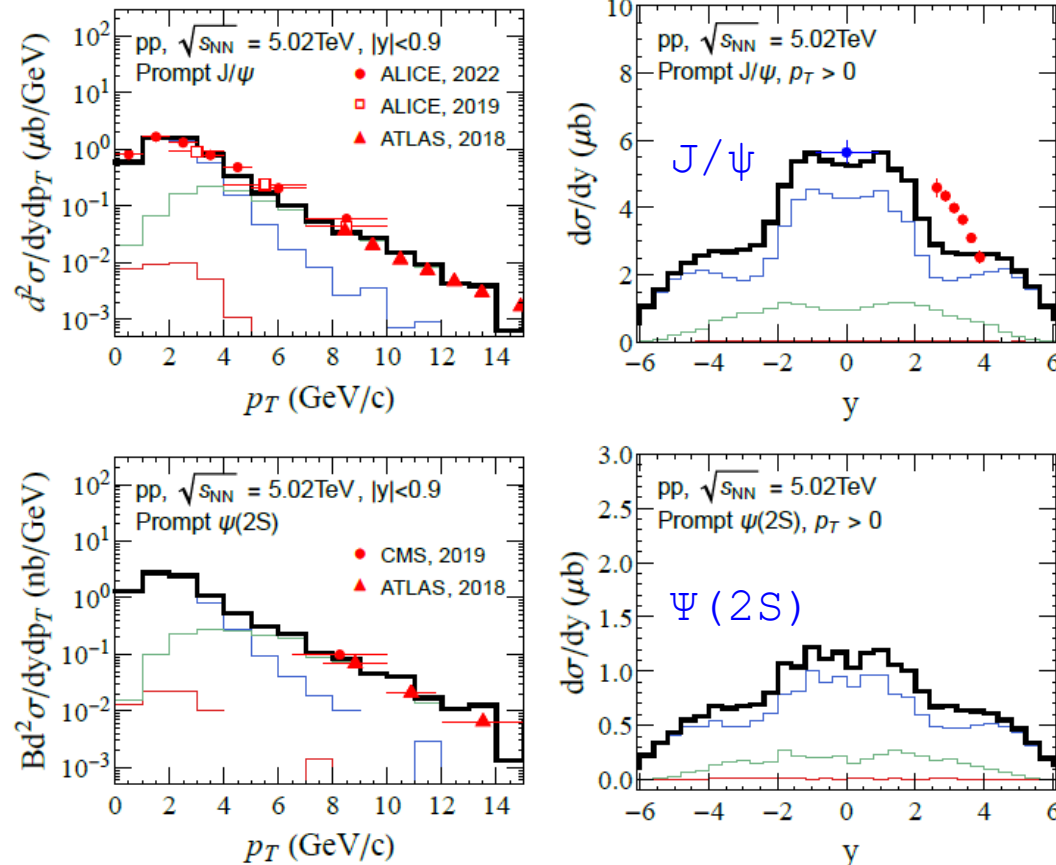 pp, √sNN = 5.02TeV, |y|<0.9
Prompt J/ψ
ALICE, 2022
ALICE, 2019
ATLAS, 2018
d²σ/dydpT (μb/GeV)
10²
10¹
10⁰
10⁻¹
10⁻²
10⁻³
0 2 4 6 8 10 12 14
pT (GeV/c)
pp, √sNN = 5.02TeV
Prompt J/ψ, pT > 0
J/ψ
dσ/dy (μb)
10
8
6
4
2
0
−6 −4 −2 0 2 4 6
y
pp, √sNN = 5.02TeV, |y|<0.9
Prompt ψ(2S)
CMS, 2019
ATLAS, 2018
Bd²σ/dydpT (nb/GeV)
10²
10¹
10⁰
10⁻¹
10⁻²
10⁻³
0 2 4 6 8 10 12 14
pT (GeV/c)
pp, √sNN = 5.02TeV
Prompt ψ(2S), pT > 0
Ψ(2S)
dσ/dy (μb)
3.0
2.5
2.0
1.5
1.0
0.5
0.0
−6 −4 −2 0 2 4 6
y